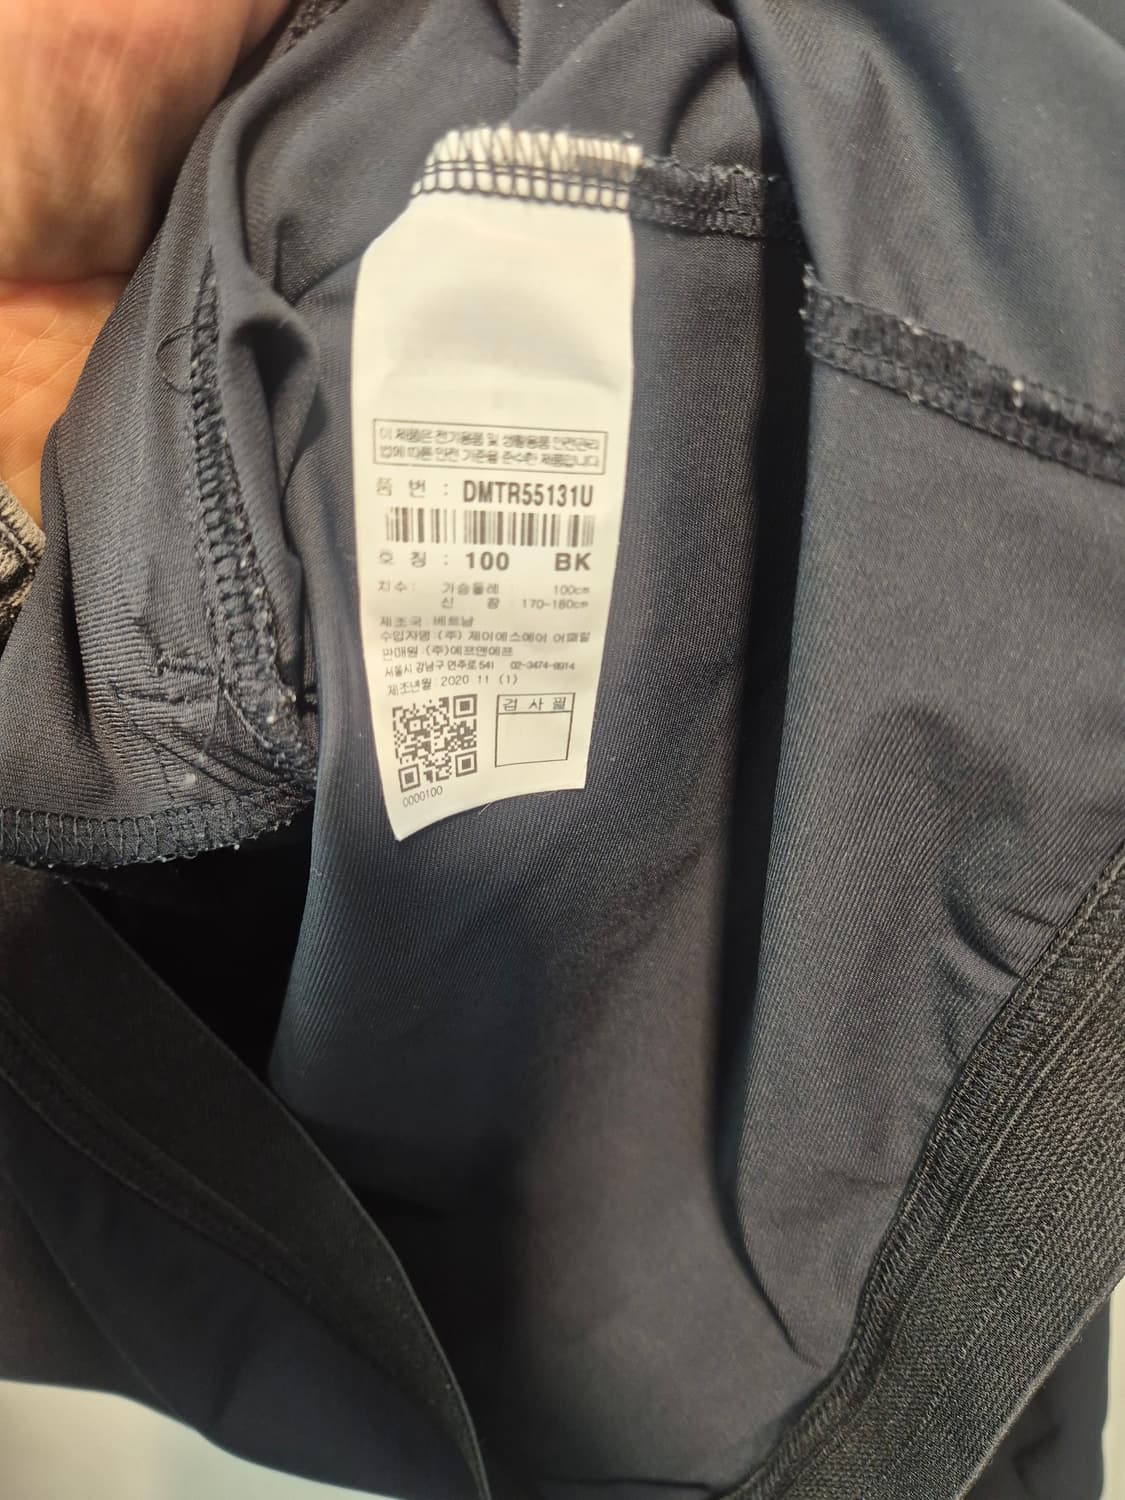 이 제품은 전기용품 및 생활용품 안전관리
법에 따른 안전 기준을 준수한 제품입니다
품 번 : DMTR55131U
호 칭 : 100 BK
치수 : 가슴둘레 : 100cm
신 장 : 170-180cm
제조국 : 베트남
수입자명 : (주) 제이에스에이 어패럴
판매원 : (주)에프앤에프
서울시 강남구 언주로 541 02-3474-8914
제조년월 : 2020 11 (1)
검 사 필
0000100